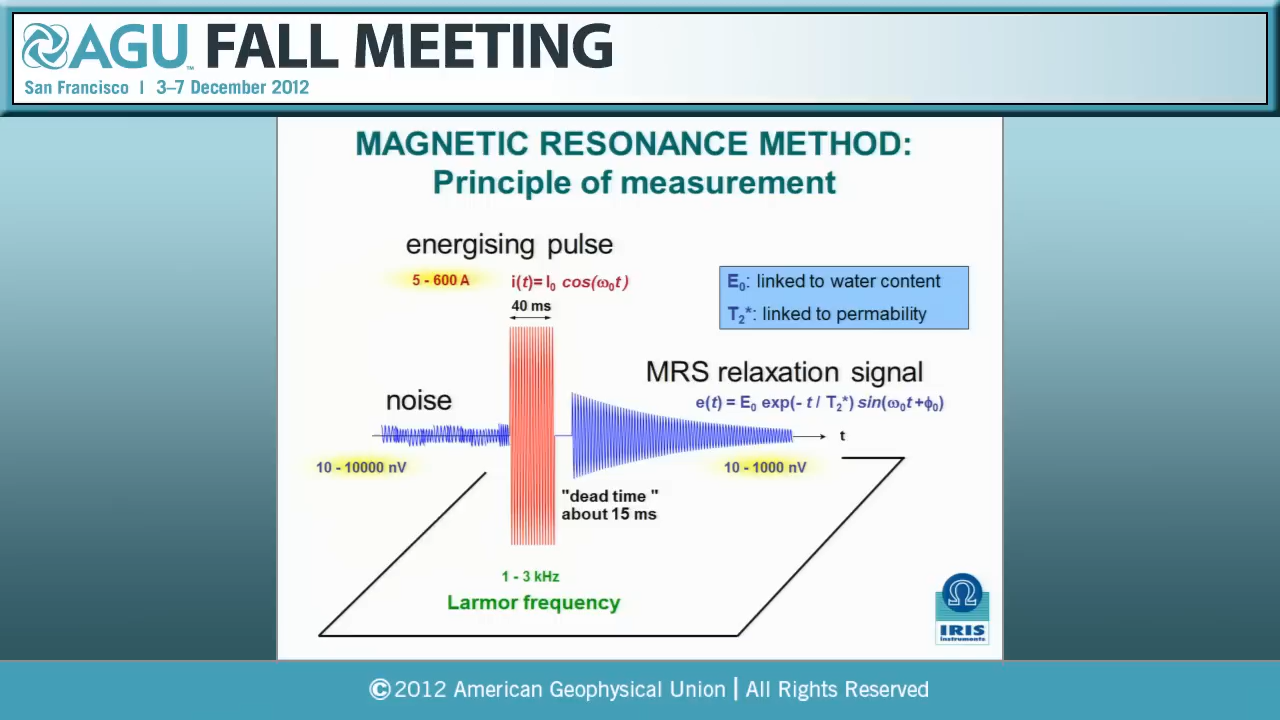 AGU™ FALL MEETING
San Francisco | 3–7 December 2012
MAGNETIC RESONANCE METHOD:
Principle of measurement
energising pulse
5 - 600 A
i(t)= I₀ cos(ω₀t)
40 ms
E₀: linked to water content
T₂*: linked to permability
MRS relaxation signal
e(t) = E₀ exp(- t / T₂*) sin(ω₀t +ϕ₀)
noise
t
10 - 10000 nV
10 - 1000 nV
"dead time "
about 15 ms
1 - 3 kHz
Larmor frequency
Ω
IRIS
Instruments
©2012 American Geophysical Union | All Rights Reserved